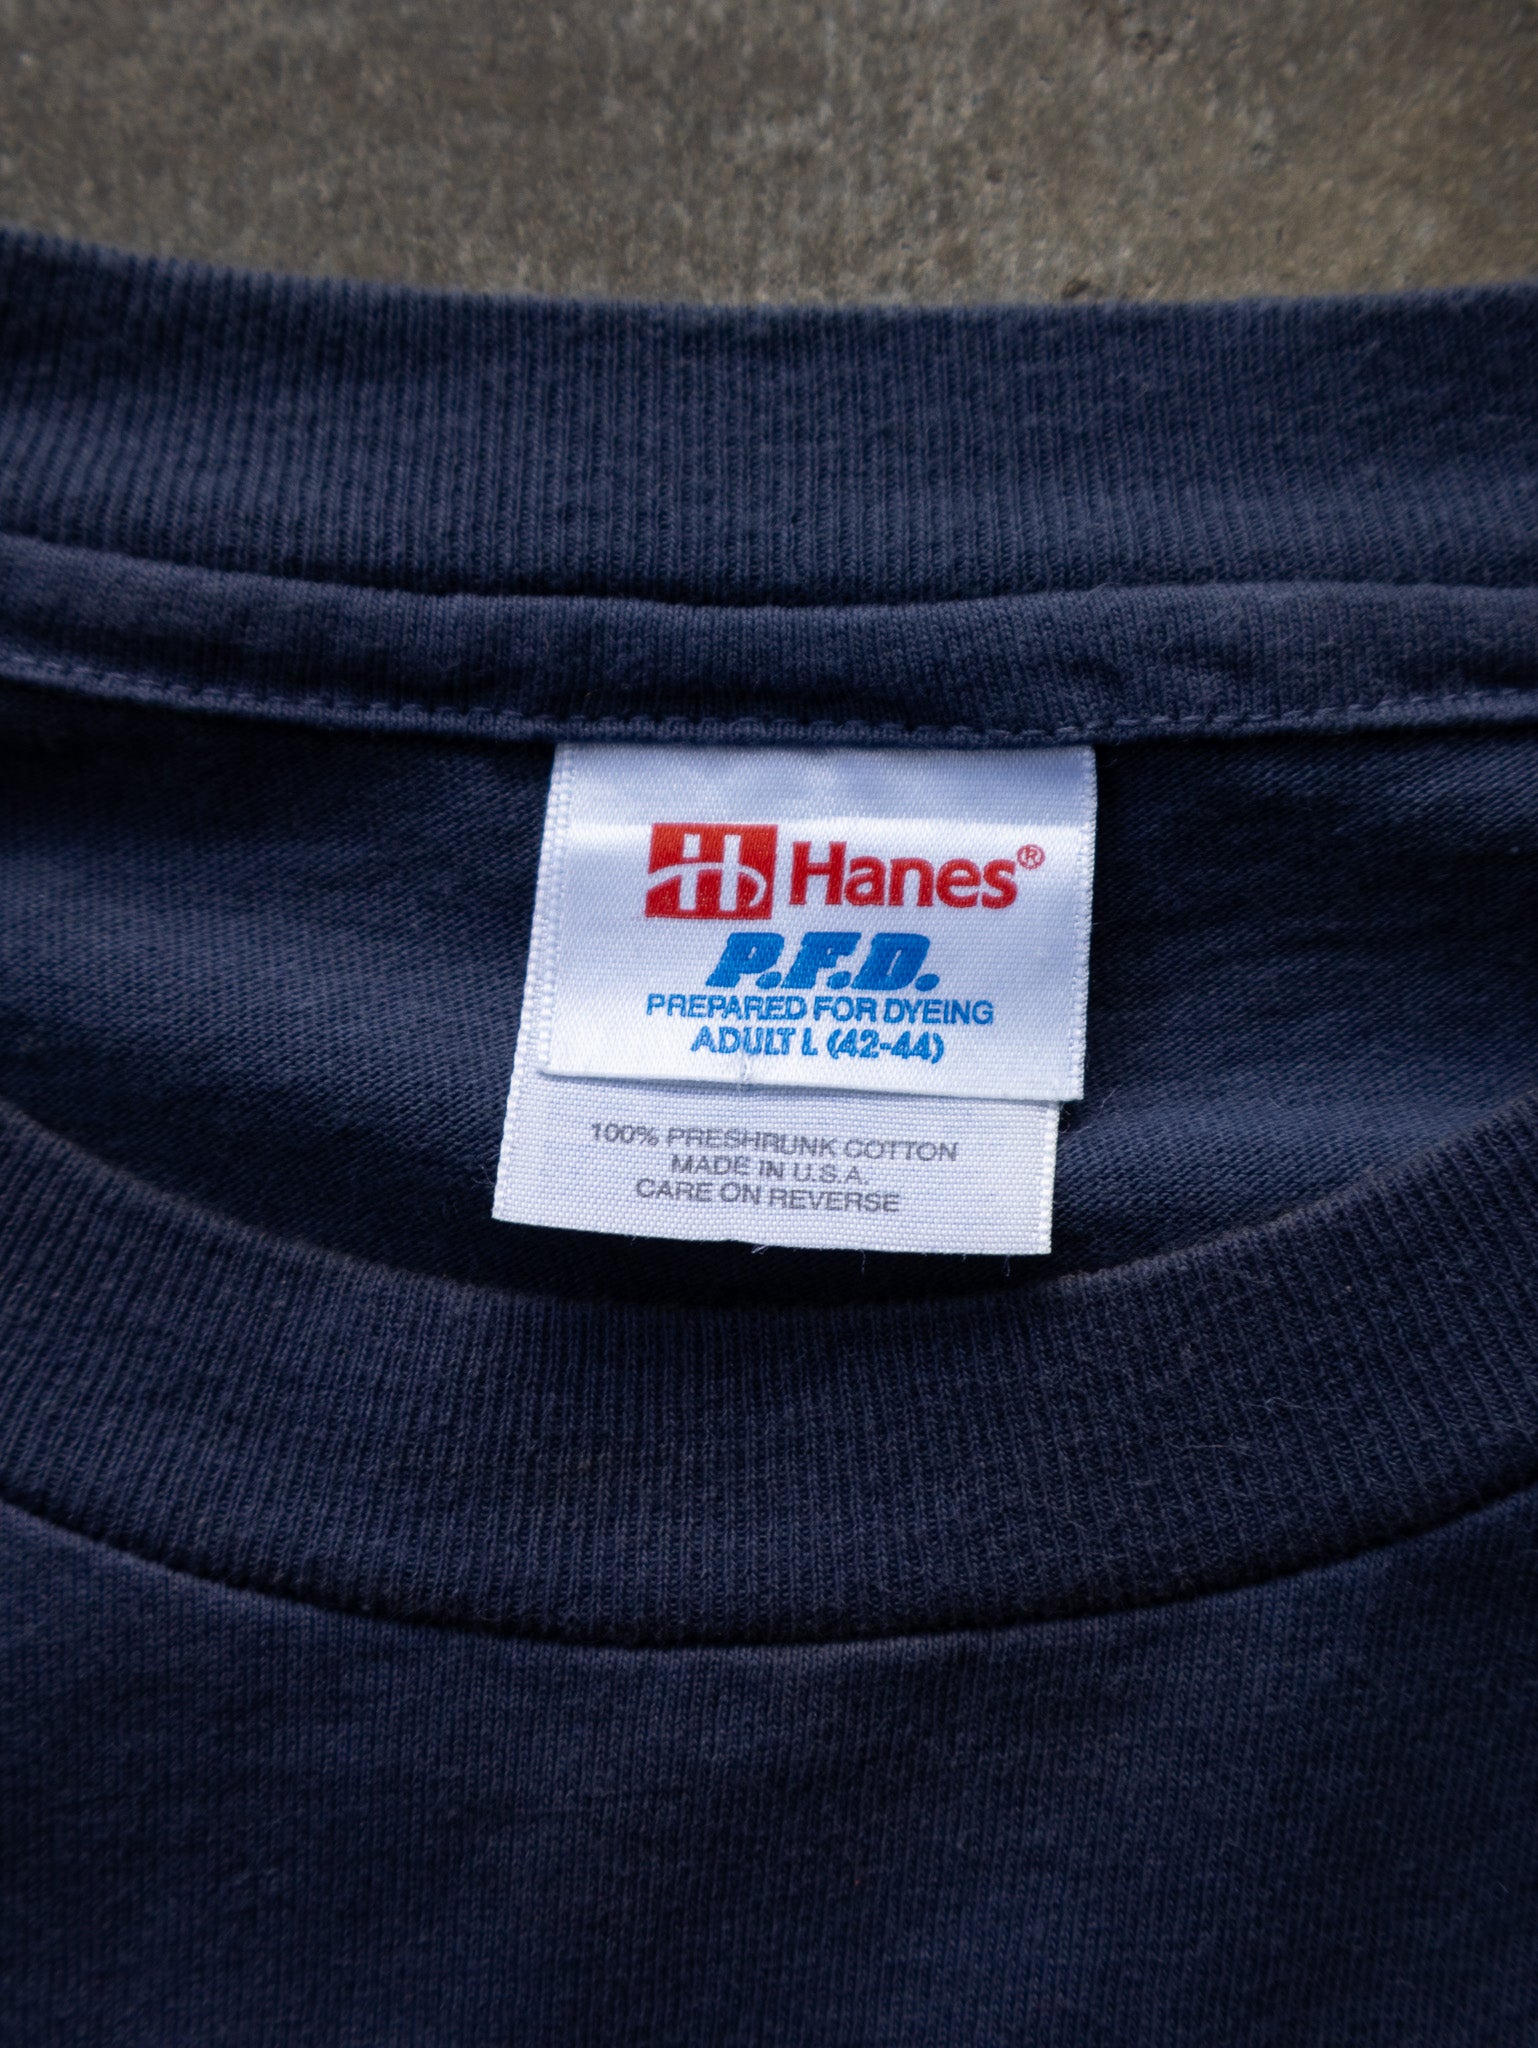 H Hanes®
P.F.D.
PREPARED FOR DYEING
ADULT L (42-44)
100% PRESHRUNK COTTON
MADE IN U.S.A.
CARE ON REVERSE